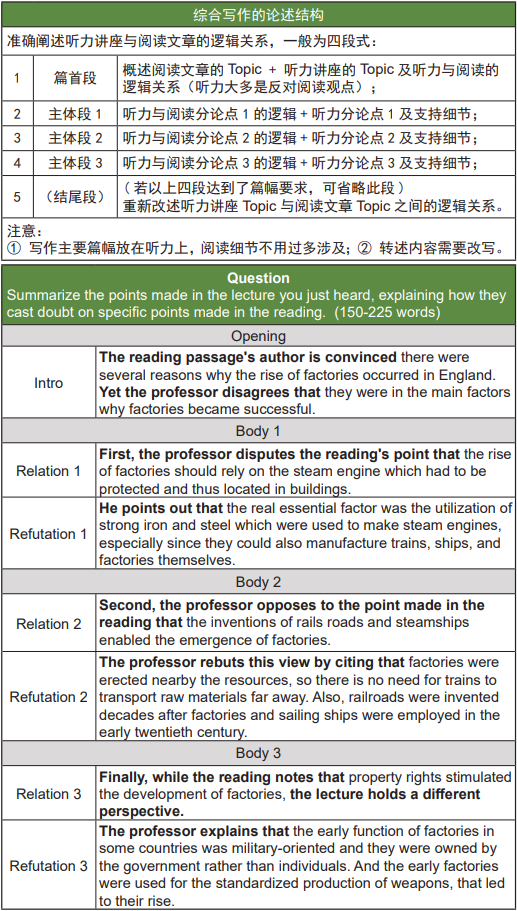 综合写作的论述结构
准确阐述听力讲座与阅读文章的逻辑关系，一般为四段式：
1 篇首段 概述阅读文章的 Topic + 听力讲座的 Topic 及听力与阅读的
逻辑关系（听力大多是反对阅读观点）；
2 主体段 1 听力与阅读分论点 1 的逻辑 + 听力分论点 1 及支持细节；
3 主体段 2 听力与阅读分论点 2 的逻辑 + 听力分论点 2 及支持细节；
4 主体段 3 听力与阅读分论点 3 的逻辑 + 听力分论点 3 及支持细节；
5 （结尾段） （若以上四段达到了篇幅要求，可省略此段）
重新改述听力讲座 Topic 与阅读文章 Topic 之间的逻辑关系。
注意：
① 写作主要篇幅放在听力上，阅读细节不用过多涉及；② 转述内容需要改写。
Question
Summarize the points made in the lecture you just heard, explaining how they
cast doubt on specific points made in the reading. (150-225 words)
Opening
Intro
The reading passage's author is convinced there were
several reasons why the rise of factories occurred in England.
Yet the professor disagrees that they were in the main factors
why factories became successful.
Body 1
Relation 1
First, the professor disputes the reading's point that the rise
of factories should rely on the steam engine which had to be
protected and thus located in buildings.
Refutation 1
He points out that the real essential factor was the utilization of
strong iron and steel which were used to make steam engines,
especially since they could also manufacture trains, ships, and
factories themselves.
Body 2
Relation 2
Second, the professor opposes to the point made in the
reading that the inventions of rails roads and steamships
enabled the emergence of factories.
Refutation 2
The professor rebuts this view by citing that factories were
erected nearby the resources, so there is no need for trains to
transport raw materials far away. Also, railroads were invented
decades after factories and sailing ships were employed in the
early twentieth century.
Body 3
Relation 3
Finally, while the reading notes that property rights stimulated
the development of factories, the lecture holds a different
perspective.
Refutation 3
The professor explains that the early function of factories in
some countries was military-oriented and they were owned by
the government rather than individuals. And the early factories
were used for the standardized production of weapons, that led
to their rise.